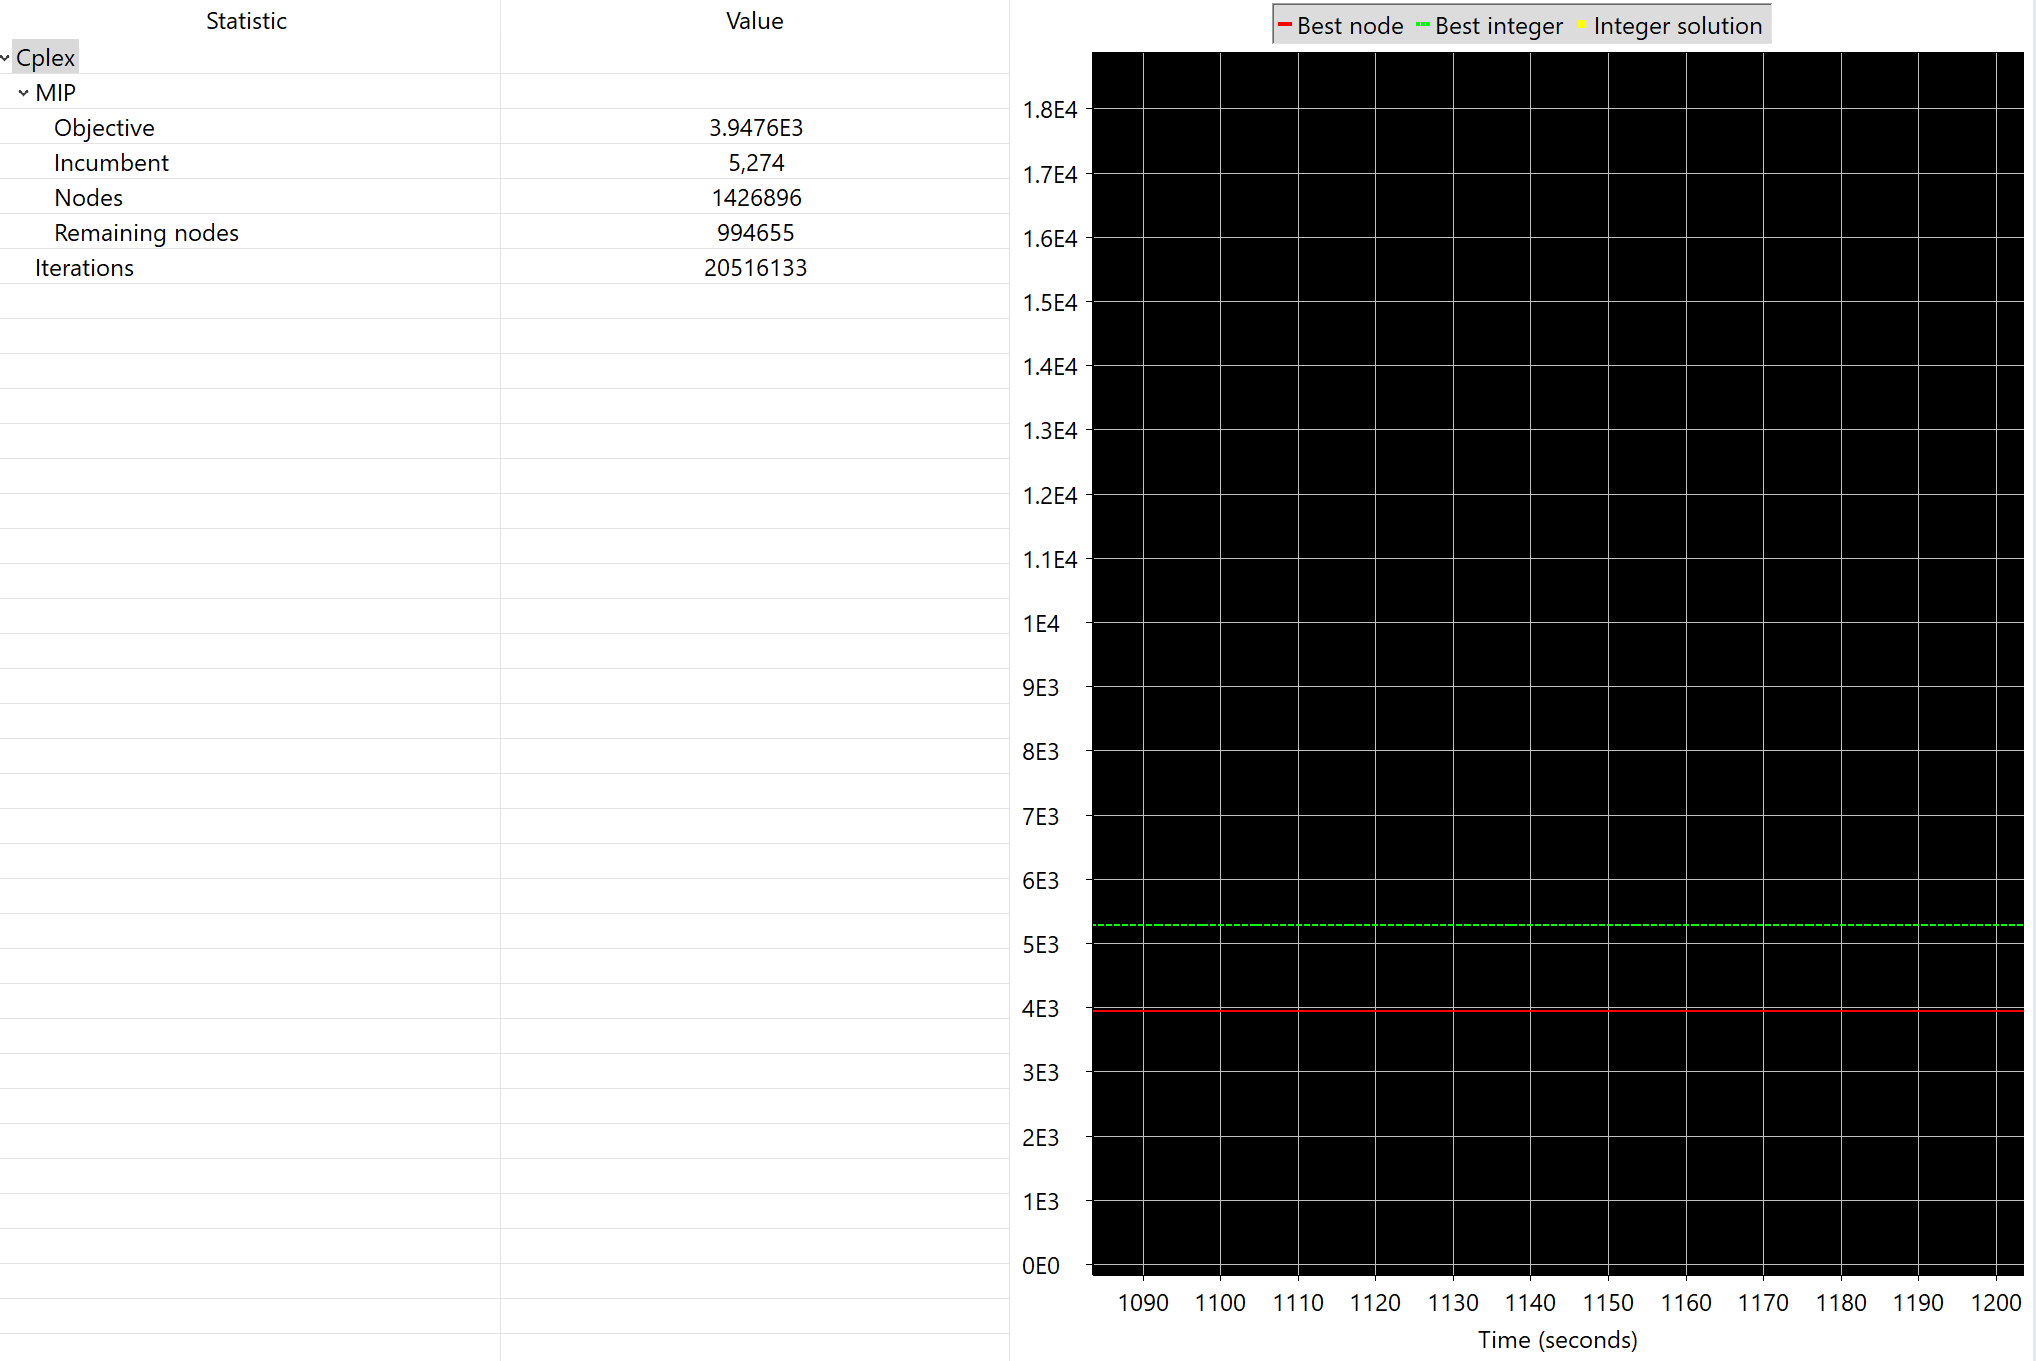 Statistic Value
Cplex
MIP
Objective 3.9476E3
Incumbent 5,274
Nodes 1426896
Remaining nodes 994655
Iterations 20516133
Best node Best integer Integer solution
1.8E4
1.7E4
1.6E4
1.5E4
1.4E4
1.3E4
1.2E4
1.1E4
1E4
9E3
8E3
7E3
6E3
5E3
4E3
3E3
2E3
1E3
0E0
1090 1100 1110 1120 1130 1140 1150 1160 1170 1180 1190 1200
Time (seconds)